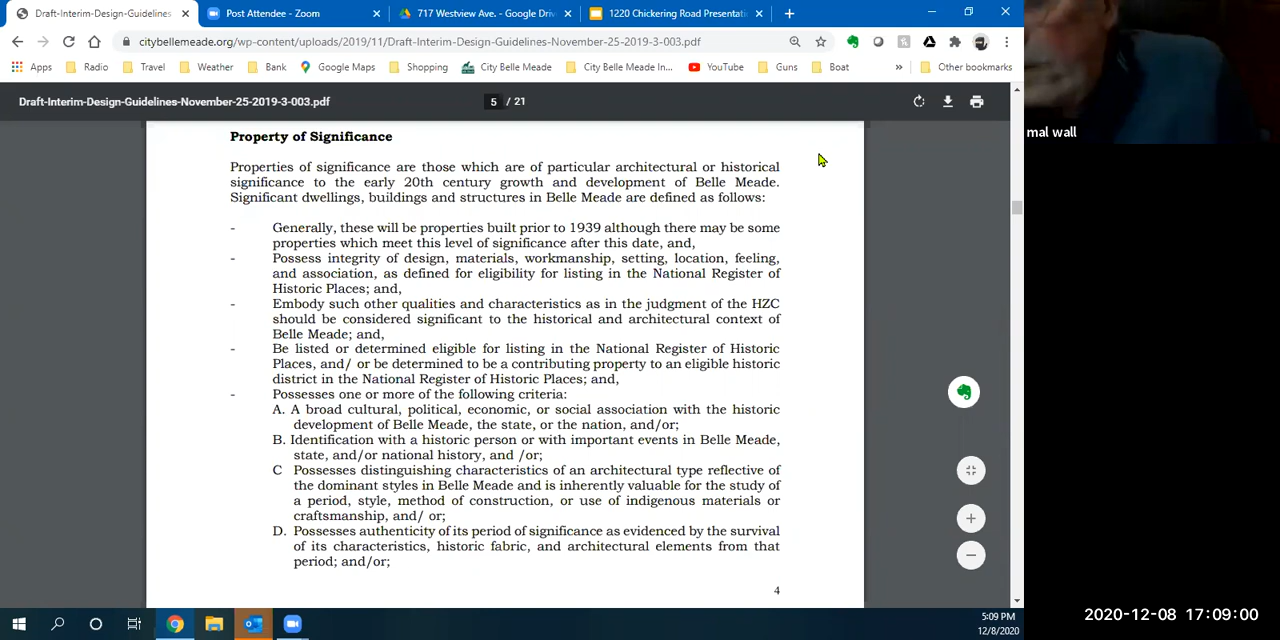 Draft-Interim-Design-Guidelines
Post Attendee - Zoom
717 Westview Ave. - Google Driv
1220 Chickering Road Presentati
citybellemeade.org/wp-content/uploads/2019/11/Draft-Interim-Design-Guidelines-November-25-2019-3-003.pdf
Apps Radio Travel Weather Bank Google Maps Shopping City Belle Meade City Belle Meade In... YouTube Guns Boat » Other bookmarks
Draft-Interim-Design-Guidelines-November-25-2019-3-003.pdf 5 / 21
mal wall
Property of Significance
Properties of significance are those which are of particular architectural or historical
significance to the early 20th century growth and development of Belle Meade.
Significant dwellings, buildings and structures in Belle Meade are defined as follows:
- Generally, these will be properties built prior to 1939 although there may be some
properties which meet this level of significance after this date, and,
- Possess integrity of design, materials, workmanship, setting, location, feeling,
and association, as defined for eligibility for listing in the National Register of
Historic Places; and,
- Embody such other qualities and characteristics as in the judgment of the HZC
should be considered significant to the historical and architectural context of
Belle Meade; and,
- Be listed or determined eligible for listing in the National Register of Historic
Places, and/ or be determined to be a contributing property to an eligible historic
district in the National Register of Historic Places; and,
- Possesses one or more of the following criteria:
A. A broad cultural, political, economic, or social association with the historic
development of Belle Meade, the state, or the nation, and/or;
B. Identification with a historic person or with important events in Belle Meade,
state, and/or national history, and /or;
C Possesses distinguishing characteristics of an architectural type reflective of
the dominant styles in Belle Meade and is inherently valuable for the study of
a period, style, method of construction, or use of indigenous materials or
craftsmanship, and/ or;
D. Possesses authenticity of its period of significance as evidenced by the survival
of its characteristics, historic fabric, and architectural elements from that
period; and/or;
4
5:09 PM
12/8/2020
2020-12-08 17:09:00